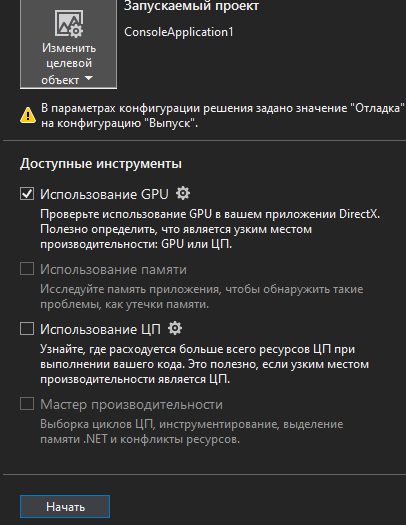 Запускаемый проект
ConsoleApplication1
Изменить
целевой
объект
В параметрах конфигурации решения задано значение "Отладка"
на конфигурацию "Выпуск".
Доступные инструменты
Использование GPU
Проверьте использование GPU в вашем приложении DirectX.
Полезно определить, что является узким местом
производительности: GPU или ЦП.
Использование памяти
Исследуйте память приложения, чтобы обнаружить такие
проблемы, как утечки памяти.
Использование ЦП
Узнайте, где расходуется больше всего ресурсов ЦП при
выполнении вашего кода. Это полезно, если узким местом
производительности является ЦП.
Мастер производительности
Выборка циклов ЦП, инструментирование, выделение
памяти .NET и конфликты ресурсов.
Начать